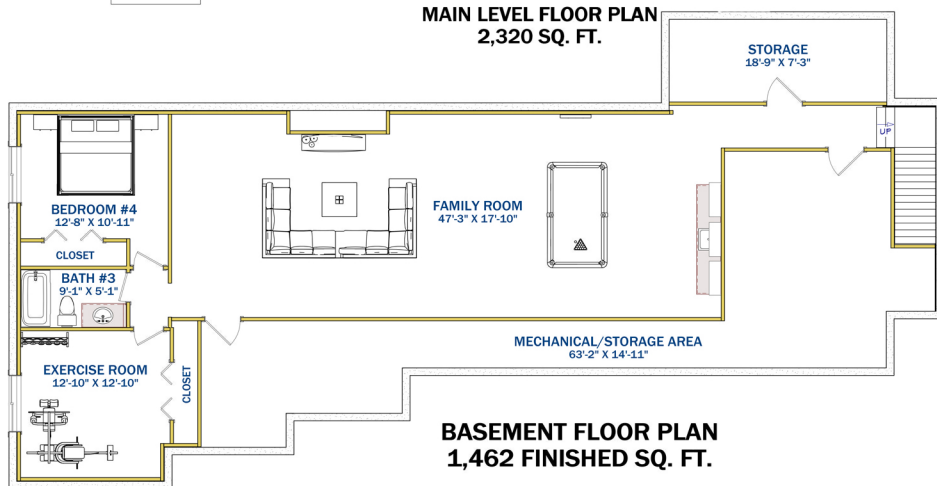 MAIN LEVEL FLOOR PLAN
2,320 SQ. FT.
STORAGE
18'-9" X 7'-3"
UP
BEDROOM #4
12'-8" X 10'-11"
FAMILY ROOM
47'-3" X 17'-10"
CLOSET
BATH #3
9'-1" X 5'-1"
MECHANICAL/STORAGE AREA
63'-2" X 14'-11"
EXERCISE ROOM
12'-10" X 12'-10"
CLOSET
BASEMENT FLOOR PLAN
1,462 FINISHED SQ. FT.